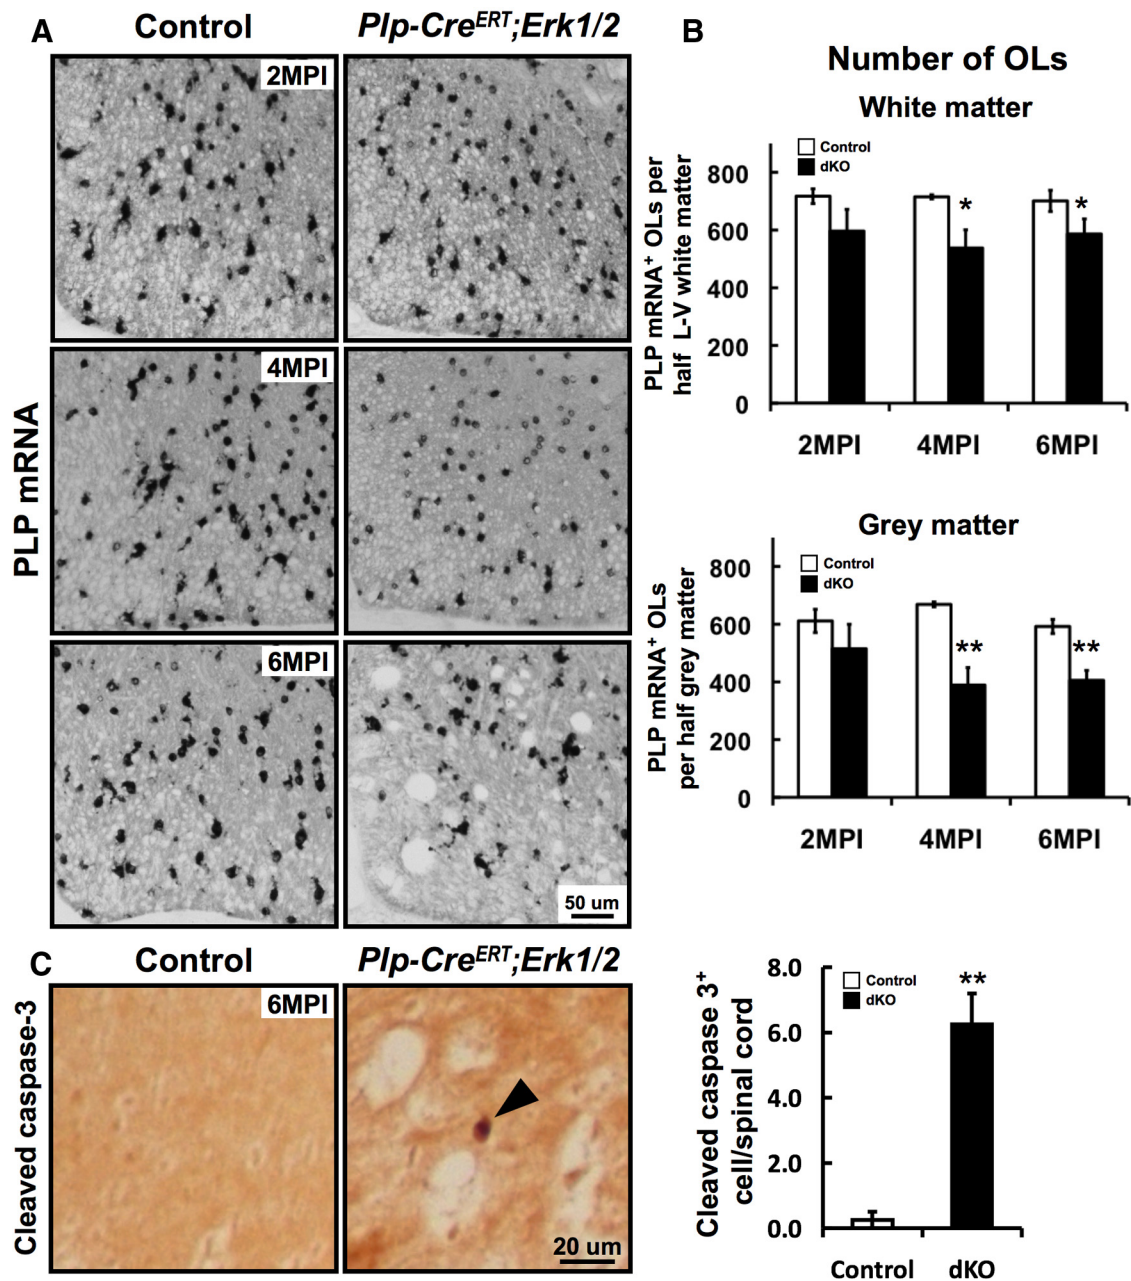 A
Control
Plp-Cre^ERT;Erk1/2
PLP mRNA
2MPI
4MPI
6MPI
50 um
B
Number of OLs
White matter
PLP mRNA+ OLs per
half L-V white matter
Control
dKO
800
600
400
200
0
*
*
2MPI
4MPI
6MPI
Grey matter
PLP mRNA+ OLs
per half grey matter
Control
dKO
800
600
400
200
0
**
**
2MPI
4MPI
6MPI
C
Control
Plp-Cre^ERT;Erk1/2
Cleaved caspase-3
6MPI
20 um
Cleaved caspase 3+
cell/spinal cord
Control
dKO
8.0
6.0
4.0
2.0
0.0
**
Control
dKO